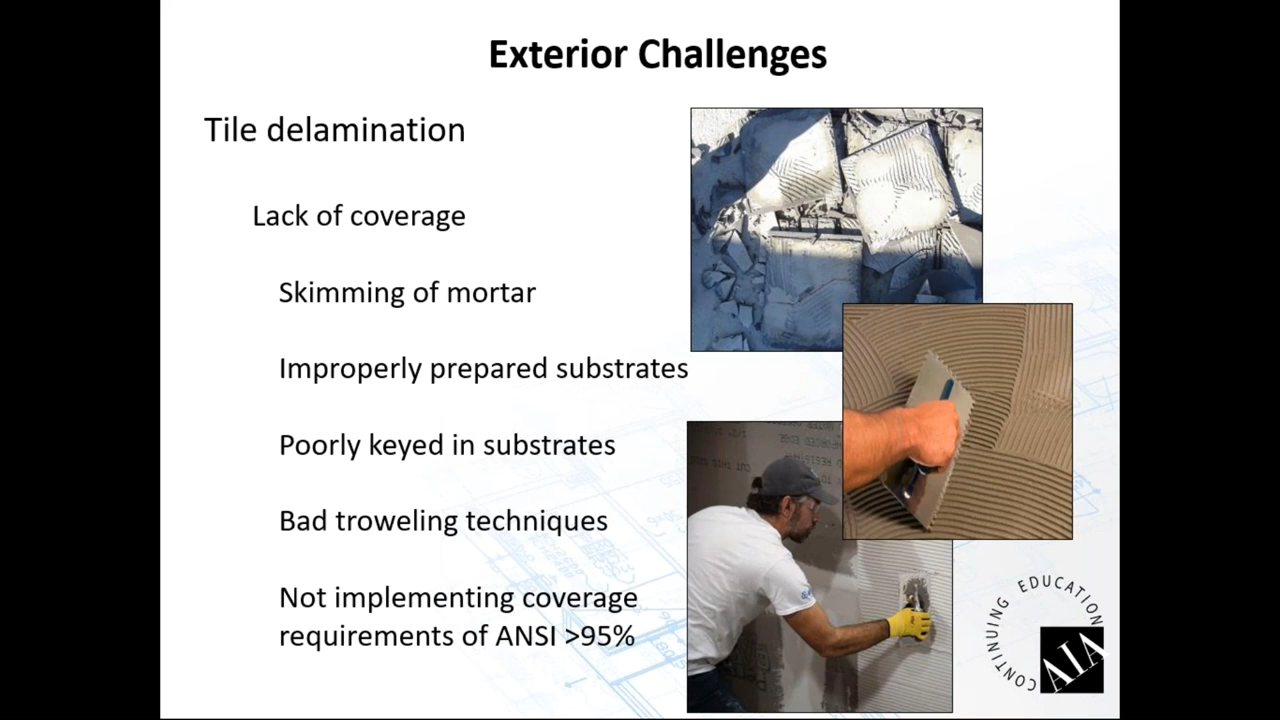 Exterior Challenges
Tile delamination
Lack of coverage
Skimming of mortar
Improperly prepared substrates
Poorly keyed in substrates
Bad troweling techniques
Not implementing coverage
requirements of ANSI >95%
CONTINUING EDUCATION
AIA